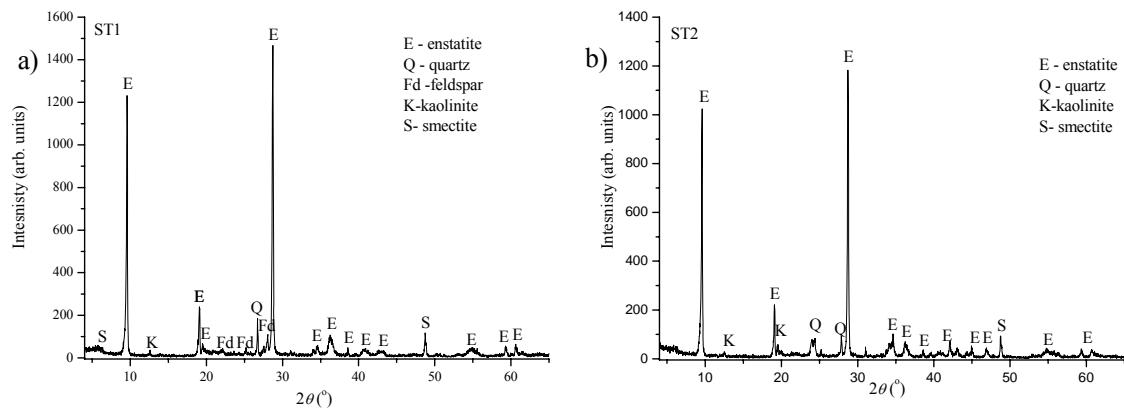 a)
ST1
E - enstatite
Q - quartz
Fd -feldspar
K-kaolinite
S- smectite
Intesnisty (arb. units)
1600
1400
1200
1000
800
600
400
200
0
S E K E E Fd Fd Q Fd E E E E E E S E E E
10 20 30 40 50 60
2θ (°)
b)
ST2
E - enstatite
Q - quartz
K-kaolinite
S- smectite
Intesnisty (arb. units)
1400
1200
1000
800
600
400
200
0
E K E K Q Q E E E E E E E S E E
10 20 30 40 50 60
2θ (°)